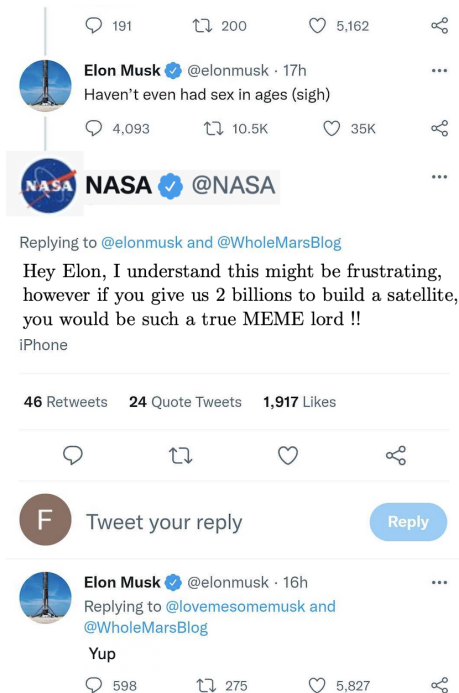 191 200 5,162
Elon Musk @elonmusk · 17h
Haven't even had sex in ages (sigh)
4,093 10.5K 35K
NASA NASA @NASA
Replying to @elonmusk and @WholeMarsBlog
Hey Elon, I understand this might be frustrating,
however if you give us 2 billions to build a satellite,
you would be such a true MEME lord !!
iPhone
46 Retweets 24 Quote Tweets 1,917 Likes
F Tweet your reply Reply
Elon Musk @elonmusk · 16h
Replying to @lovemesomemusk and
@WholeMarsBlog
Yup
598 275 5,827